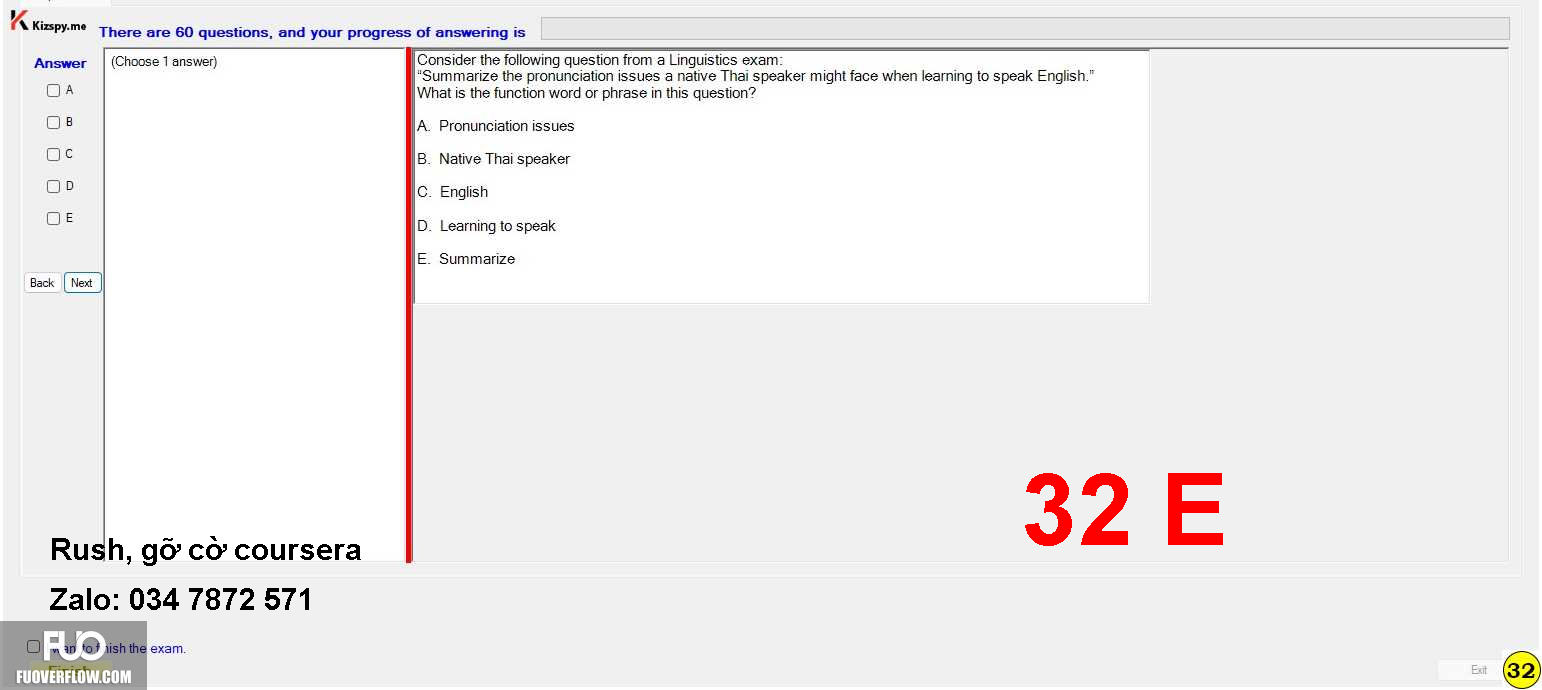 Kizspy.me
There are 60 questions, and your progress of answering is
Answer
(Choose 1 answer)
A
B
C
D
E
Back Next
Consider the following question from a Linguistics exam:
“Summarize the pronunciation issues a native Thai speaker might face when learning to speak English.”
What is the function word or phrase in this question?
A. Pronunciation issues
B. Native Thai speaker
C. English
D. Learning to speak
E. Summarize
32 E
Rush, gỡ cờ coursera
Zalo: 034 7872 571
I want to finish the exam.
Finish
FUO
FUOVERFLOW.COM
Exit
32